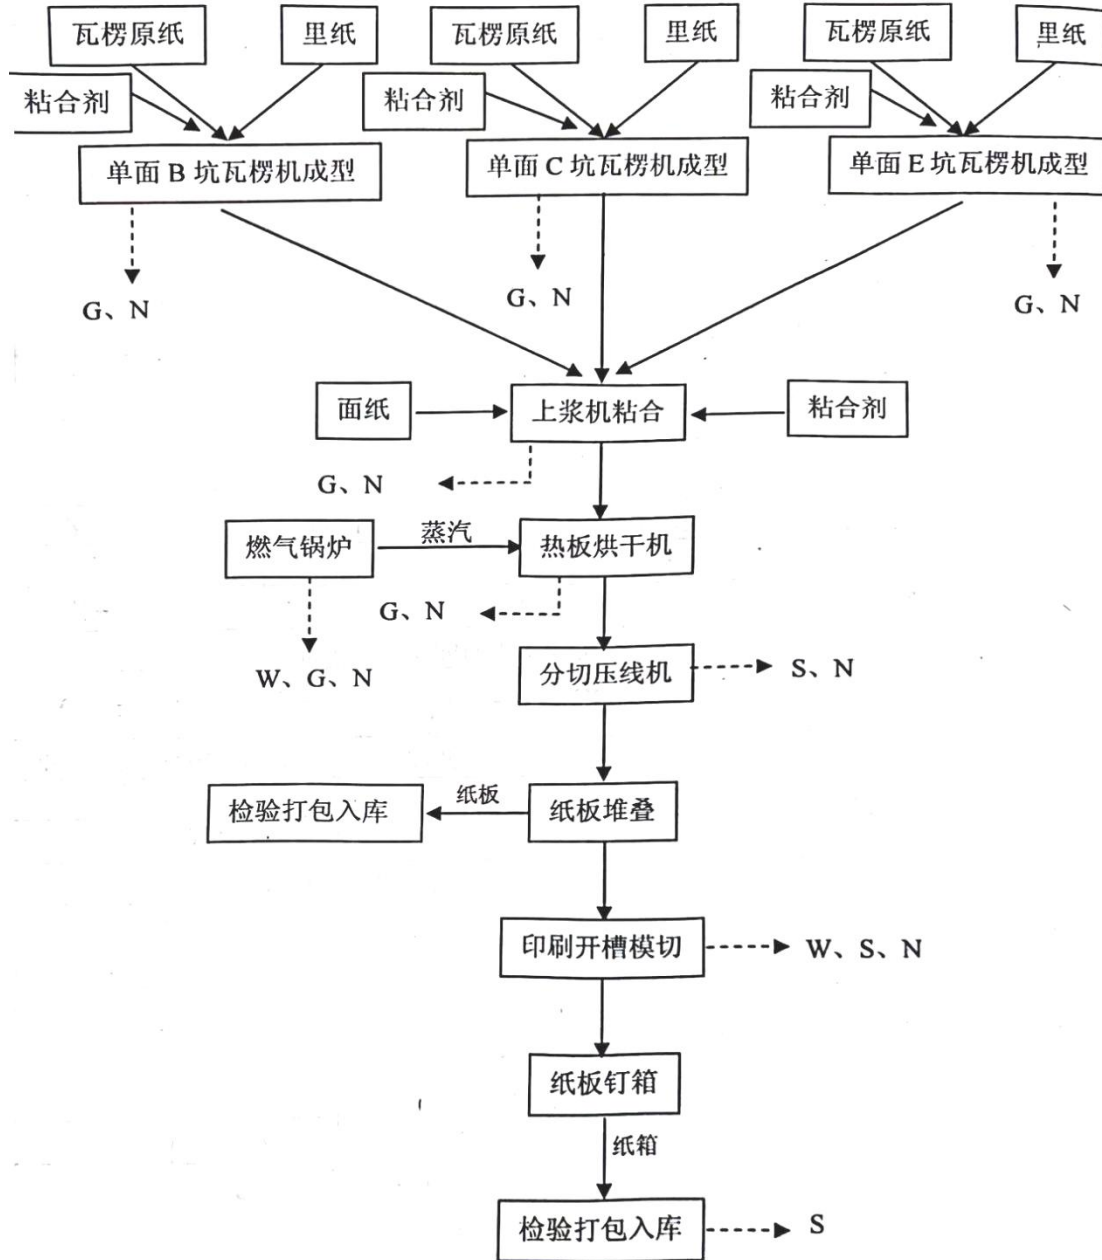 瓦楞原纸
里纸
瓦楞原纸
里纸
瓦楞原纸
里纸
粘合剂
粘合剂
粘合剂
单面 B 坑瓦楞机成型
单面 C 坑瓦楞机成型
单面 E 坑瓦楞机成型
G、N
G、N
G、N
面纸
上浆机粘合
粘合剂
G、N
燃气锅炉
蒸汽
热板烘干机
G、N
W、G、N
分切压线机
S、N
检验打包入库
纸板
纸板堆叠
印刷开槽模切
W、S、N
纸板钉箱
纸箱
检验打包入库
S